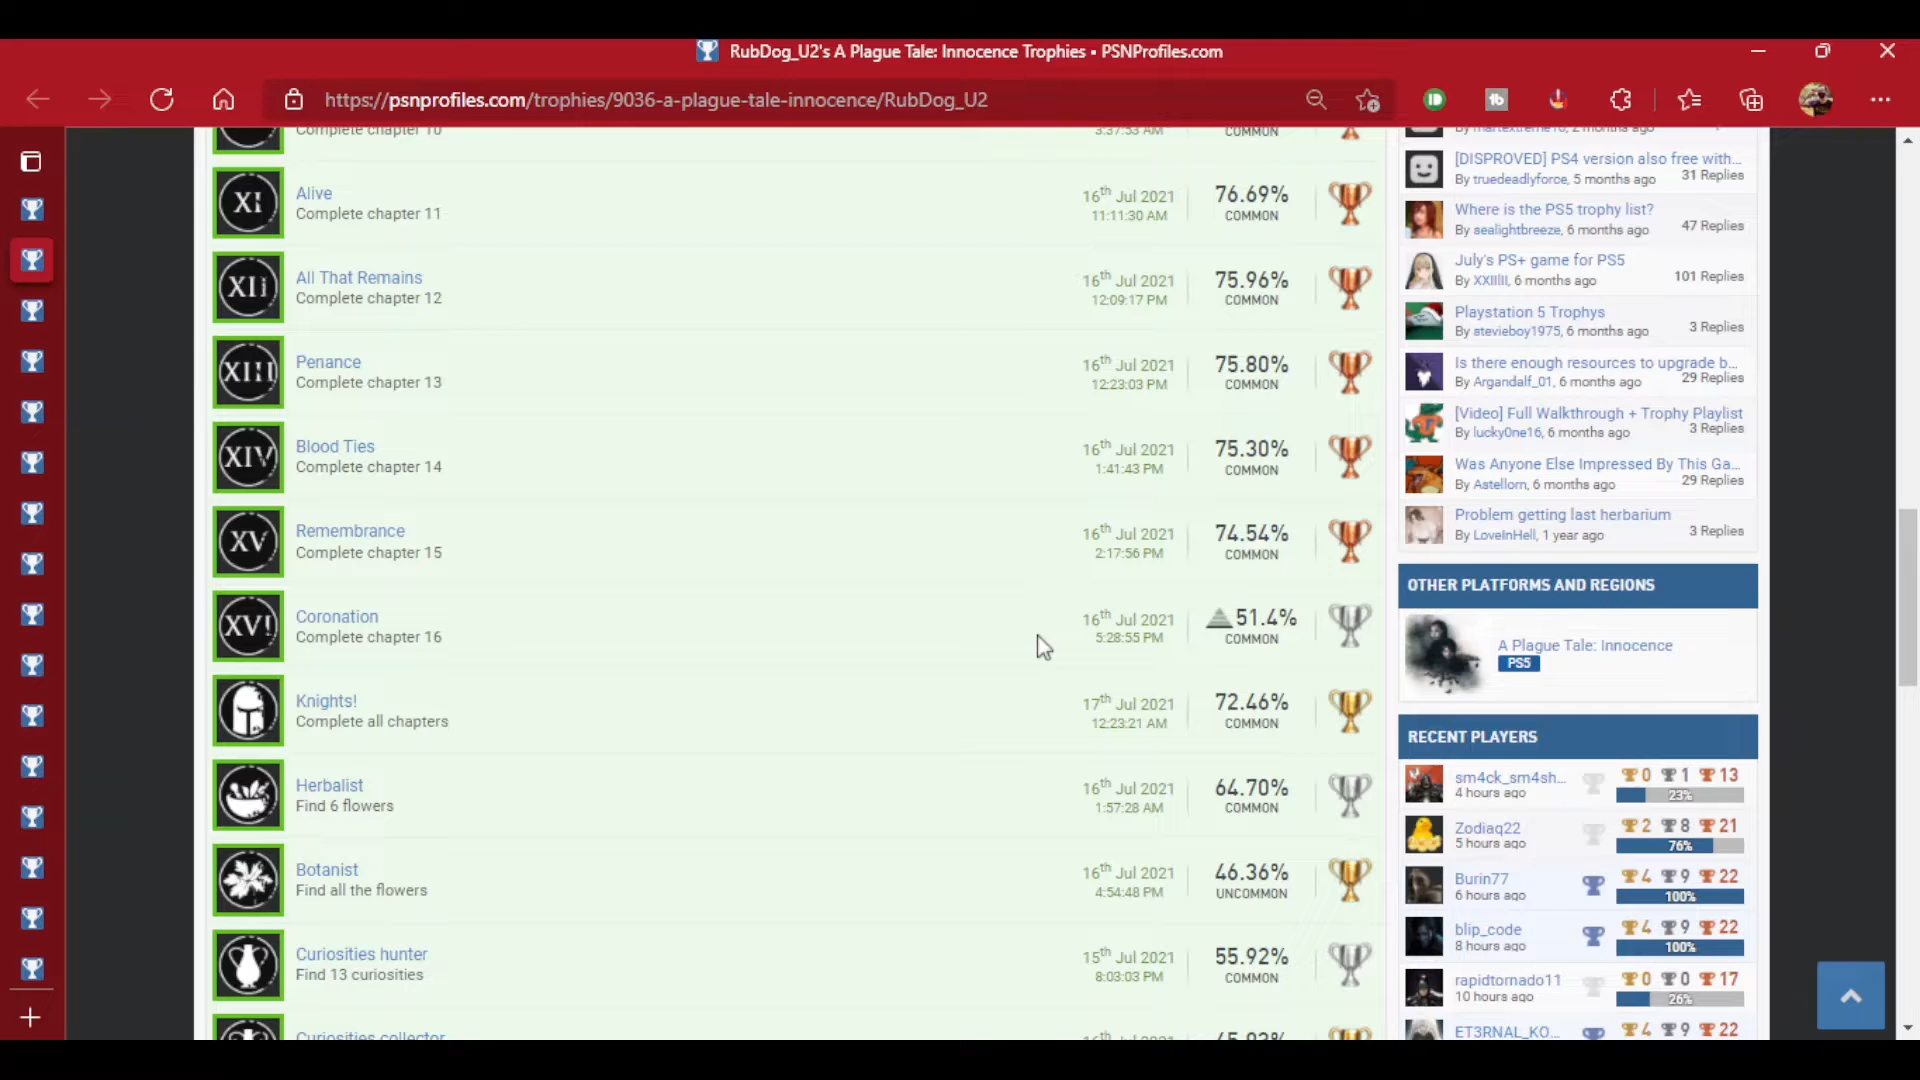 RubDog_U2's A Plague Tale: Innocence Trophies • PSNProfiles.com
https://psnprofiles.com/trophies/9036-a-plague-tale-innocence/RubDog_U2
Complete chapter 10
3:37:53 AM
COMMON
XI
Alive
Complete chapter 11
16th Jul 2021
11:11:30 AM
76.69%
COMMON
XII
All That Remains
Complete chapter 12
16th Jul 2021
12:09:17 PM
75.96%
COMMON
XIII
Penance
Complete chapter 13
16th Jul 2021
12:23:03 PM
75.80%
COMMON
XIV
Blood Ties
Complete chapter 14
16th Jul 2021
1:41:43 PM
75.30%
COMMON
XV
Remembrance
Complete chapter 15
16th Jul 2021
2:17:56 PM
74.54%
COMMON
XVI
Coronation
Complete chapter 16
16th Jul 2021
5:28:55 PM
51.4%
COMMON
Knights!
Complete all chapters
17th Jul 2021
12:23:21 AM
72.46%
COMMON
Herbalist
Find 6 flowers
16th Jul 2021
1:57:28 AM
64.70%
COMMON
Botanist
Find all the flowers
16th Jul 2021
4:54:48 PM
46.36%
UNCOMMON
Curiosities hunter
Find 13 curiosities
15th Jul 2021
8:03:03 PM
55.92%
COMMON
Curiosities collector
[DISPROVED] PS4 version also free with...
By truedeadlyforce, 5 months ago
31 Replies
Where is the PS5 trophy list?
By sealightbreeze, 6 months ago
47 Replies
July's PS+ game for PS5
By XXIIlII, 6 months ago
101 Replies
Playstation 5 Trophys
By stevieboy1975, 6 months ago
3 Replies
Is there enough resources to upgrade b...
By Argandalf_01, 6 months ago
29 Replies
[Video] Full Walkthrough + Trophy Playlist
By lucky0ne16, 6 months ago
3 Replies
Was Anyone Else Impressed By This Ga...
By Astellorn, 6 months ago
29 Replies
Problem getting last herbarium
By LoveInHell, 1 year ago
3 Replies
OTHER PLATFORMS AND REGIONS
A Plague Tale: Innocence
PS5
RECENT PLAYERS
sm4ck_sm4sh...
4 hours ago
0 1 13
23%
Zodiaq22
5 hours ago
2 8 21
76%
Burin77
6 hours ago
4 9 22
100%
blip_code
8 hours ago
4 9 22
100%
rapidtornado11
10 hours ago
0 0 17
26%
ET3RNAL_KO...
4 9 22